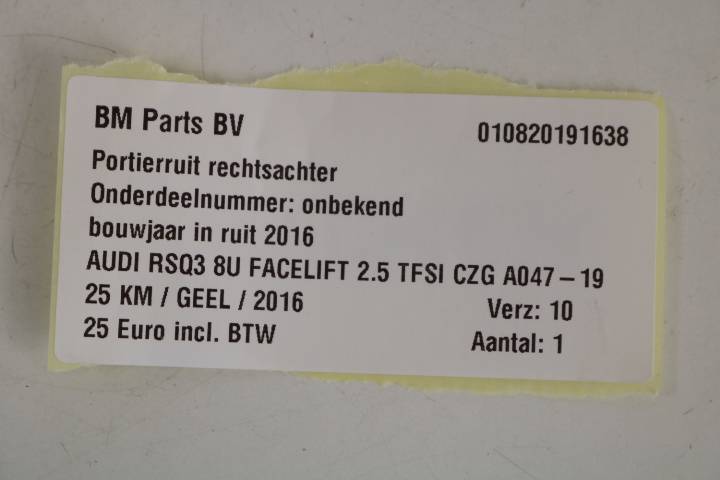 BM Parts BV 010820191638
Portierruit rechtsachter
Onderdeelnummer: onbekend
bouwjaar in ruit 2016
AUDI RSQ3 8U FACELIFT 2.5 TFSI CZG A047-19
25 KM / GEEL / 2016 Verz: 10
25 Euro incl. BTW Aantal: 1